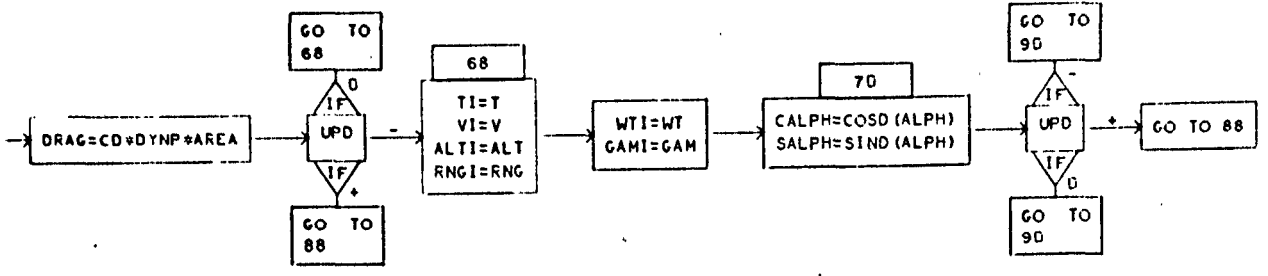 GO TO
68
0
IF
DRAG=CD*DYNP*AREA
UPD
-
IF
+
GO TO
88
68
TI=T
VI=V
ALTI=ALT
RNGI=RNG
WTI=WT
GAMI=GAM
70
CALPH=COSD(ALPH)
SALPH=SIND(ALPH)
GO TO
90
-
IF
UPD
+
GO TO 88
IF
0
GO TO
90